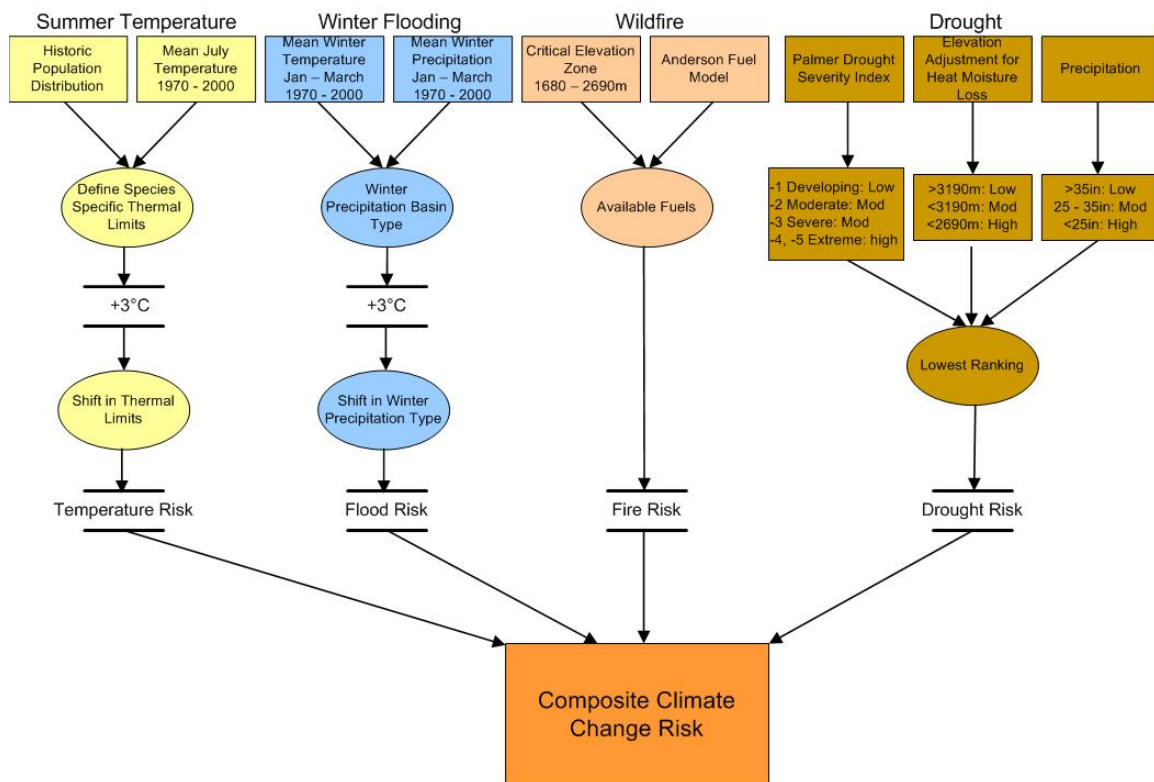 Summer Temperature
Winter Flooding
Wildfire
Drought
Historic
Population
Distribution
Mean July
Temperature
1970 - 2000
Mean Winter
Temperature
Jan – March
1970 - 2000
Mean Winter
Precipitation
Jan – March
1970 - 2000
Critical Elevation
Zone
1680 – 2690m
Anderson Fuel
Model
Palmer Drought
Severity Index
Elevation
Adjustment for
Heat Moisture
Loss
Precipitation
Define Species
Specific Thermal
Limits
Winter
Precipitation Basin
Type
Available Fuels
-1 Developing: Low
-2 Moderate: Mod
-3 Severe: Mod
-4, -5 Extreme: high
>3190m: Low
<3190m: Mod
<2690m: High
>35in: Low
25 - 35in: Mod
<25in: High
+3°C
+3°C
Shift in Thermal
Limits
Shift in Winter
Precipitation Type
Lowest Ranking
Temperature Risk
Flood Risk
Fire Risk
Drought Risk
Composite Climate
Change Risk